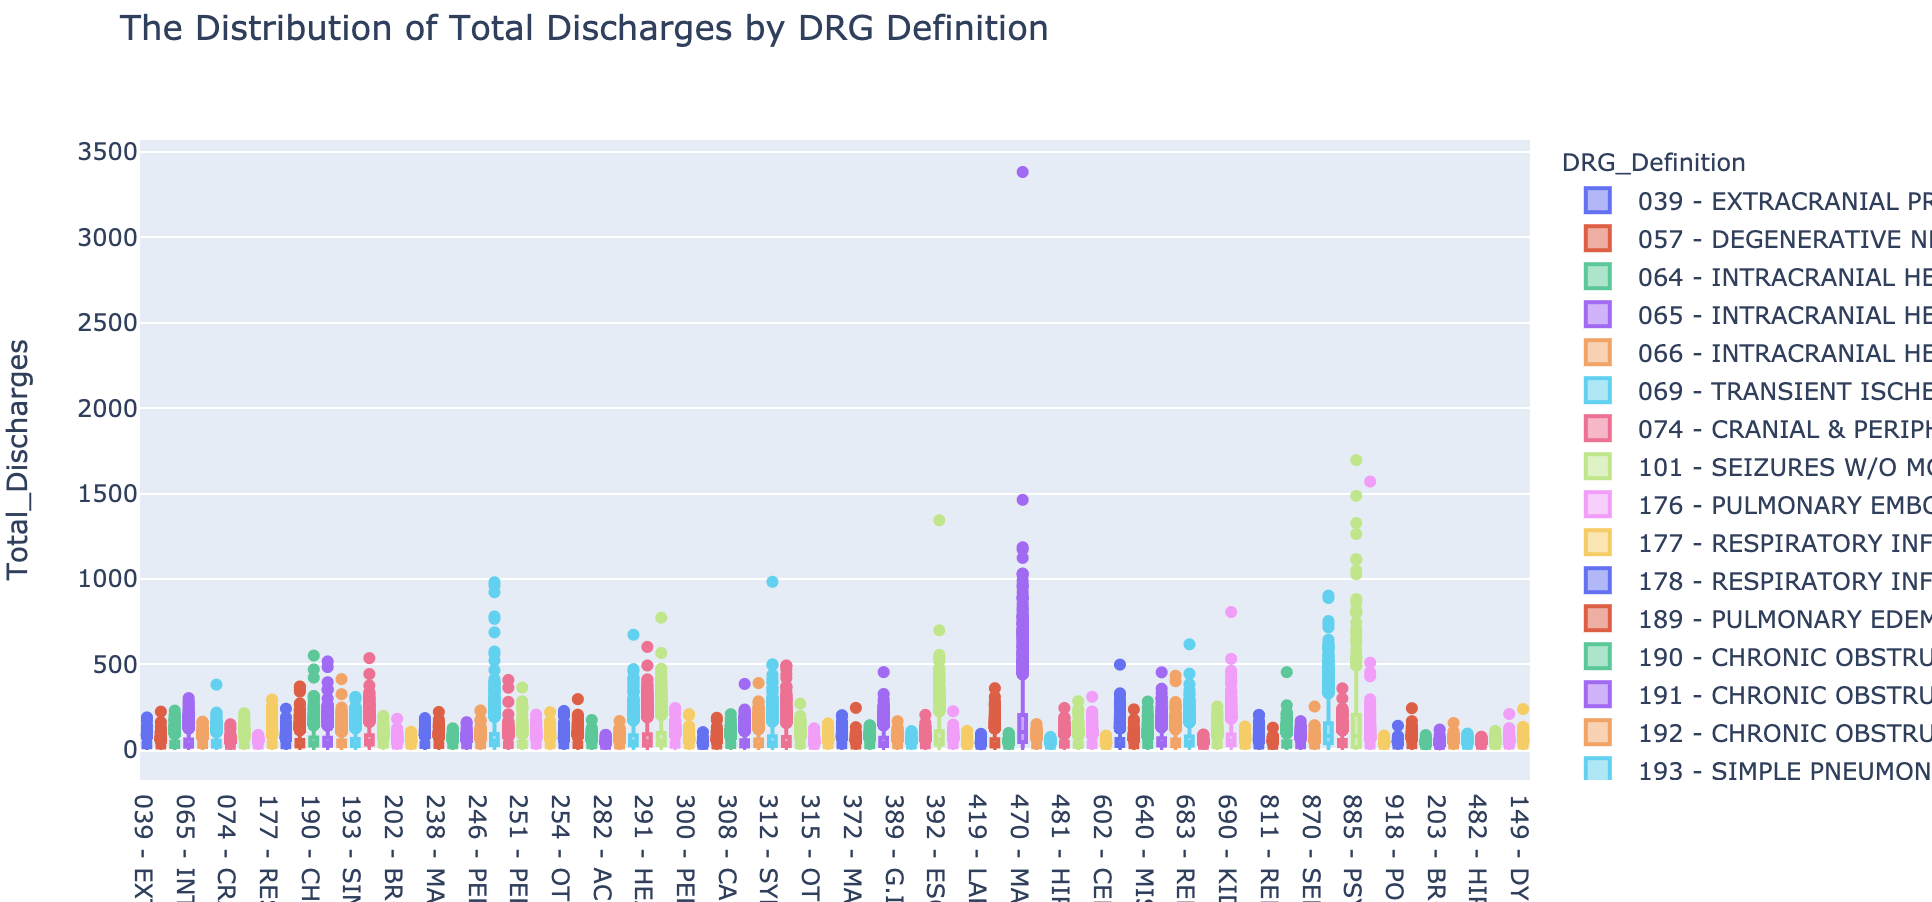 The Distribution of Total Discharges by DRG Definition
Total_Discharges
3500
3000
2500
2000
1500
1000
500
0
039 - EX
065 - INT
074 - CR
177 - RES
190 - CH
193 - SIM
202 - BR
238 - MA
246 - PE
251 - PE
254 - OT
282 - AC
291 - HE
300 - PE
308 - CA
312 - SY
315 - OT
372 - MA
389 - G.I
392 - ES
419 - LA
470 - MA
481 - HI
602 - CE
640 - MIS
683 - RE
690 - KI
811 - RE
870 - SE
885 - PS
918 - PO
203 - BR
482 - HI
149 - DY
DRG_Definition
039 - EXTRACRANIAL PR
057 - DEGENERATIVE N
064 - INTRACRANIAL HE
065 - INTRACRANIAL HE
066 - INTRACRANIAL HE
069 - TRANSIENT ISCHE
074 - CRANIAL & PERIPH
101 - SEIZURES W/O MC
176 - PULMONARY EMBO
177 - RESPIRATORY INF
178 - RESPIRATORY INF
189 - PULMONARY EDEM
190 - CHRONIC OBSTRU
191 - CHRONIC OBSTRU
192 - CHRONIC OBSTRU
193 - SIMPLE PNEUMON